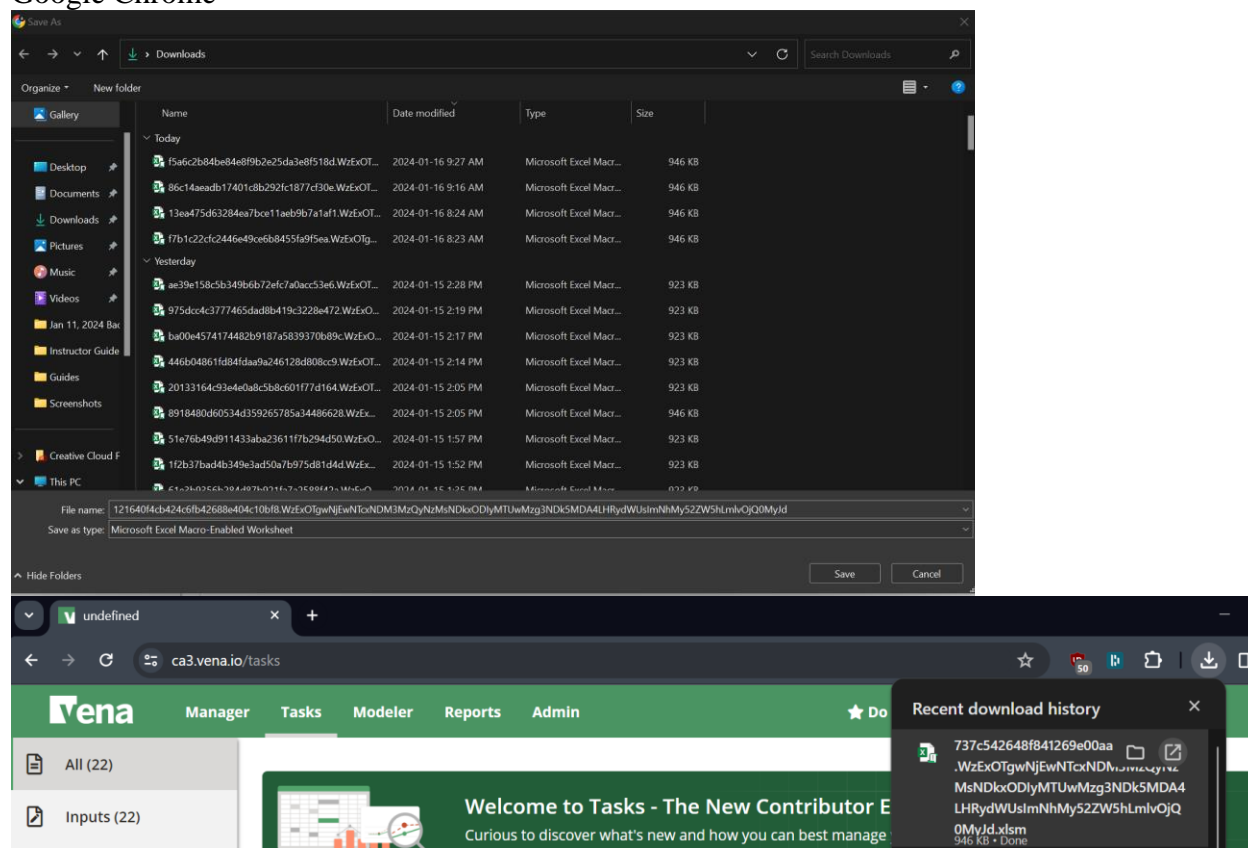 Google Chrome
Save As
Downloads
Search Downloads
Organize
New folder
Gallery
Desktop
Documents
Downloads
Pictures
Music
Videos
Jan 11, 2024 Bac
Instructor Guide
Guides
Screenshots
Creative Cloud F
This PC
Name Date modified Type Size
Today
f5a6c2b84be84e8f9b2e25da3e8f518d.WzExOT... 2024-01-16 9:27 AM Microsoft Excel Macr... 946 KB
86c14aeadb17401c8b292fc1877cf30e.WzExOT... 2024-01-16 9:16 AM Microsoft Excel Macr... 946 KB
13ea475d63284ea7bce11aeb9b7a1af1.WzExOT... 2024-01-16 8:24 AM Microsoft Excel Macr... 946 KB
f7b1c22cfc2446e49ce6b8455fa9f5ea.WzExOTg... 2024-01-16 8:23 AM Microsoft Excel Macr... 946 KB
Yesterday
ae39e158c5b349b6b72efc7a0acc53e6.WzExOT... 2024-01-15 2:28 PM Microsoft Excel Macr... 923 KB
975dcc4c3777465dad8b419c3228e472.WzExO... 2024-01-15 2:19 PM Microsoft Excel Macr... 923 KB
ba00e4574174482b9187a5839370b89c.WzExO... 2024-01-15 2:17 PM Microsoft Excel Macr... 923 KB
446b04861fd84fdaa9a246128d808cc9.WzExOT... 2024-01-15 2:14 PM Microsoft Excel Macr... 923 KB
20133164c93e4e0a8c5b8c601f77d164.WzExOT... 2024-01-15 2:05 PM Microsoft Excel Macr... 923 KB
8918480d60534d359265785a34486628.WzEx... 2024-01-15 2:05 PM Microsoft Excel Macr... 946 KB
51e76b49d911433aba23611f7b294d50.WzExO... 2024-01-15 1:57 PM Microsoft Excel Macr... 923 KB
1f2b37bad4b349e3ad50a7b975d81d4d.WzEx... 2024-01-15 1:52 PM Microsoft Excel Macr... 923 KB
File name: 121640f4cb424c6fb42688e404c10bf8.WzExOTgwNjEwNTcxNDM3MzQyNzMsNDkxODIyMTUwMzg3NDk5MDA4LHRydWUsImNhMy52ZW5hLmlvOjQ0MyJd
Save as type: Microsoft Excel Macro-Enabled Worksheet
Hide Folders
Save
Cancel
undefined
ca3.vena.io/tasks
50
Vena
Manager Tasks Modeler Reports Admin
Do
All (22)
Inputs (22)
Welcome to Tasks - The New Contributor E
Curious to discover what's new and how you can best manage
Recent download history
737c542648f841269e00aa
MsNDkxODIyMTUwMzg3NDk5MDA4
LHRydWUsImNhMy52ZW5hLmlvOjQ
0MyJd.xlsm
946 KB • Done